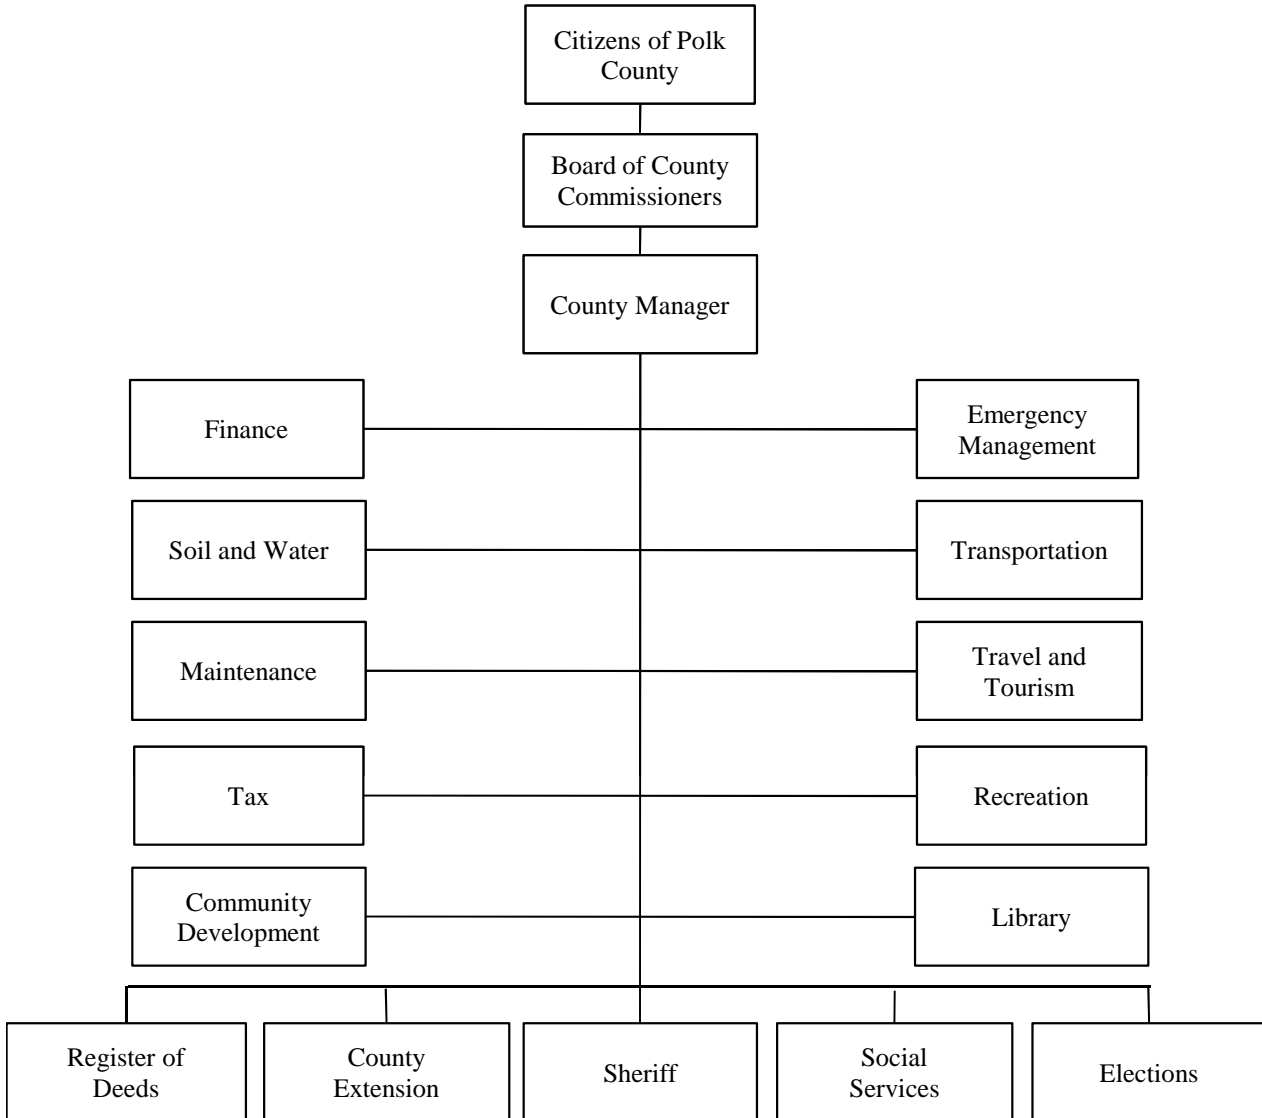 Citizens of Polk
County
Board of County
Commissioners
County Manager
Finance
Emergency
Management
Soil and Water
Transportation
Maintenance
Travel and
Tourism
Tax
Recreation
Community
Development
Library
Register of
Deeds
County
Extension
Sheriff
Social
Services
Elections